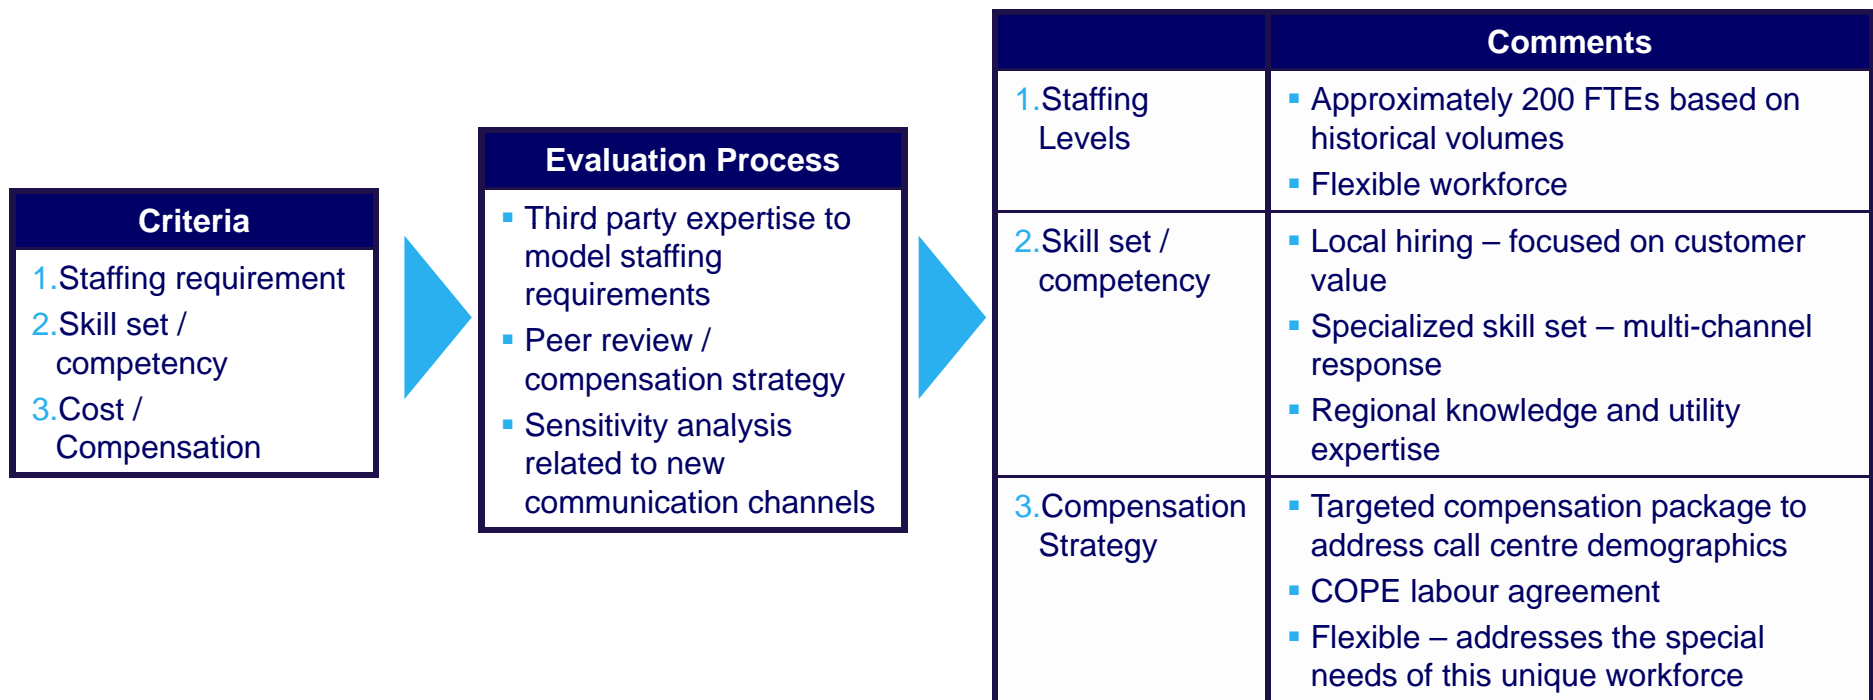 Criteria
1.Staffing requirement
2.Skill set /
competency
3.Cost /
Compensation
Evaluation Process
▪ Third party expertise to
model staffing
requirements
▪ Peer review /
compensation strategy
▪ Sensitivity analysis
related to new
communication channels
Comments
1.Staffing
Levels
▪ Approximately 200 FTEs based on
historical volumes
▪ Flexible workforce
2.Skill set /
competency
▪ Local hiring – focused on customer
value
▪ Specialized skill set – multi-channel
response
▪ Regional knowledge and utility
expertise
3.Compensation
Strategy
▪ Targeted compensation package to
address call centre demographics
▪ COPE labour agreement
▪ Flexible – addresses the special
needs of this unique workforce